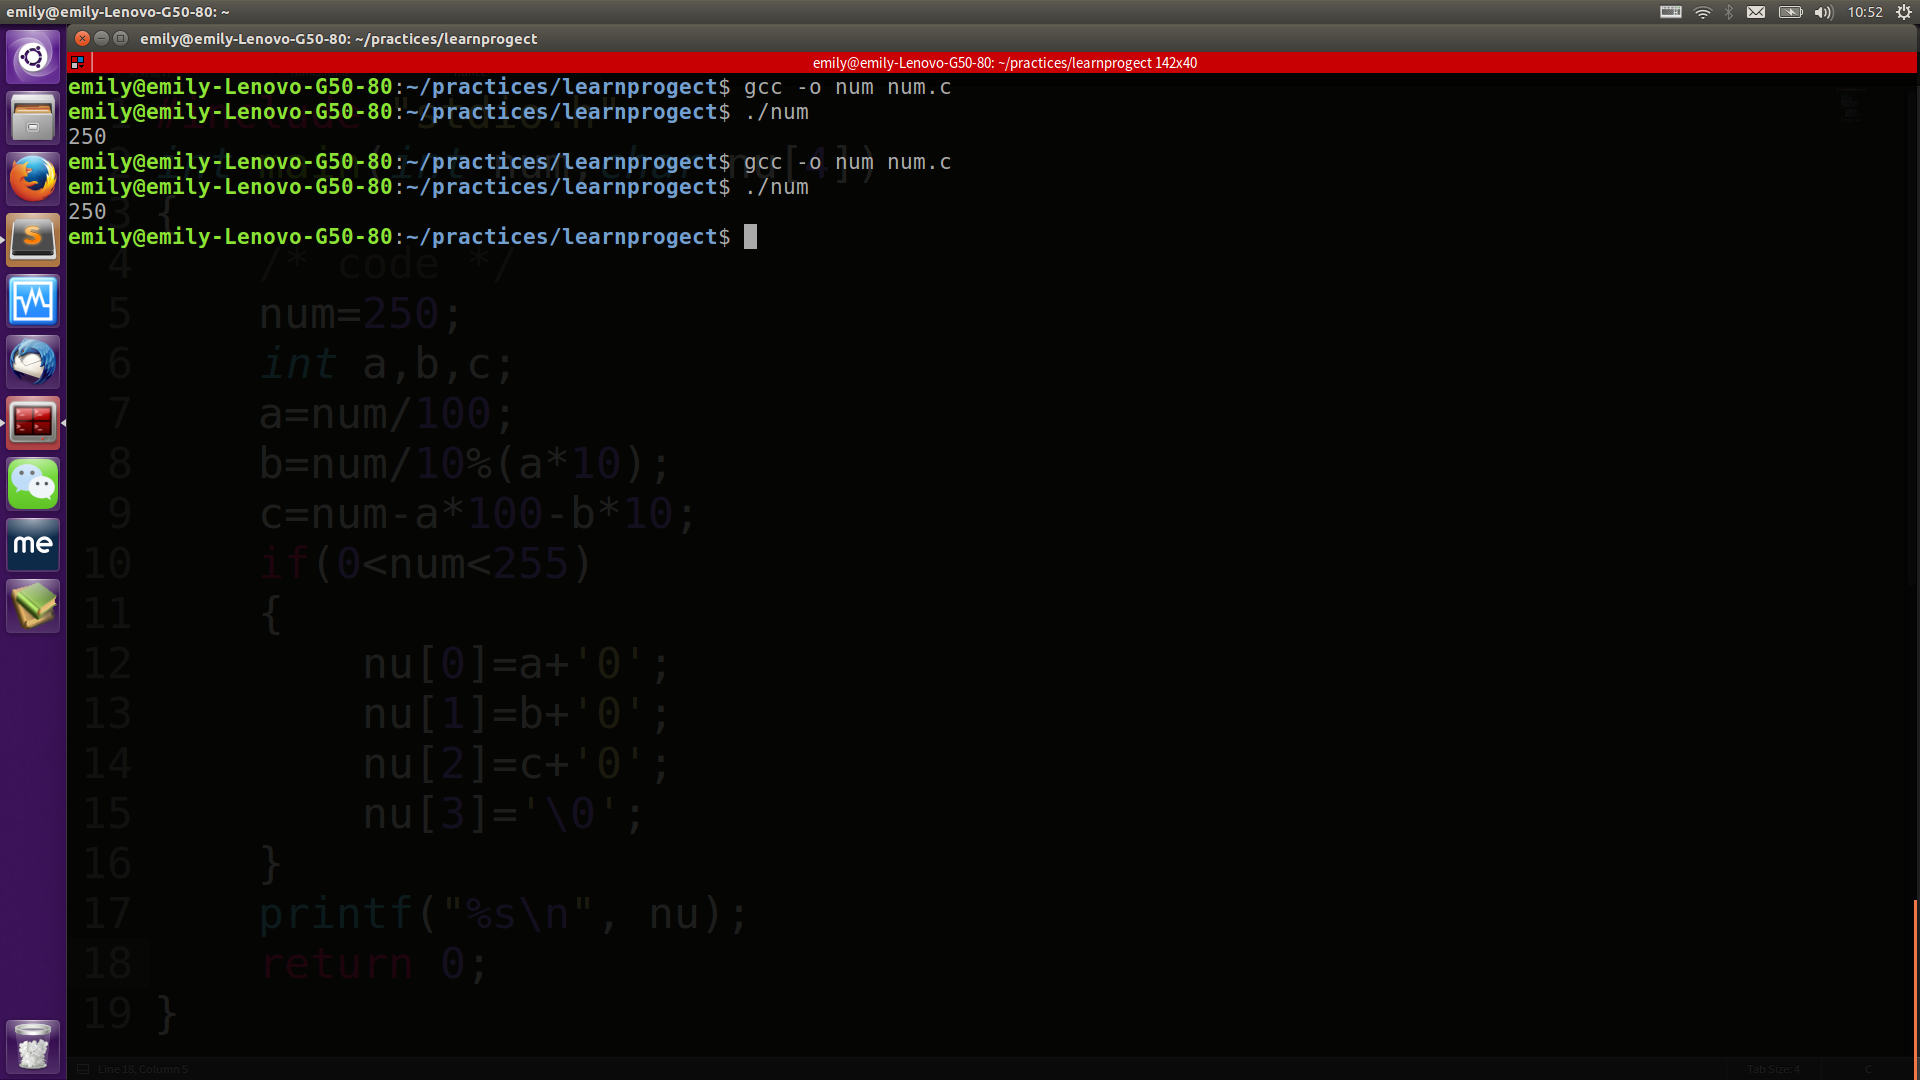 emily@emily-Lenovo-G50-80: ~
10:52
emily@emily-Lenovo-G50-80: ~/practices/learnprogect
emily@emily-Lenovo-G50-80: ~/practices/learnprogect 142x40
emily@emily-Lenovo-G50-80:~/practices/learnprogect$ gcc -o num num.c
emily@emily-Lenovo-G50-80:~/practices/learnprogect$ ./num
250
emily@emily-Lenovo-G50-80:~/practices/learnprogect$ gcc -o num num.c
emily@emily-Lenovo-G50-80:~/practices/learnprogect$ ./num
250
emily@emily-Lenovo-G50-80:~/practices/learnprogect$
"stdio.h"
nu[4])
3 {
4 /* code */
5 num=250;
6 int a,b,c;
7 a=num/100;
8 b=num/10%(a*10);
9 c=num-a*100-b*10;
10 if(0<num<255)
11 {
12 nu[0]=a+'0';
13 nu[1]=b+'0';
14 nu[2]=c+'0';
15 nu[3]='\0';
16 }
17 printf("%s\n", nu);
18 return 0;
19 }
me
Line 18, Column 5
Tab Size: 4
C